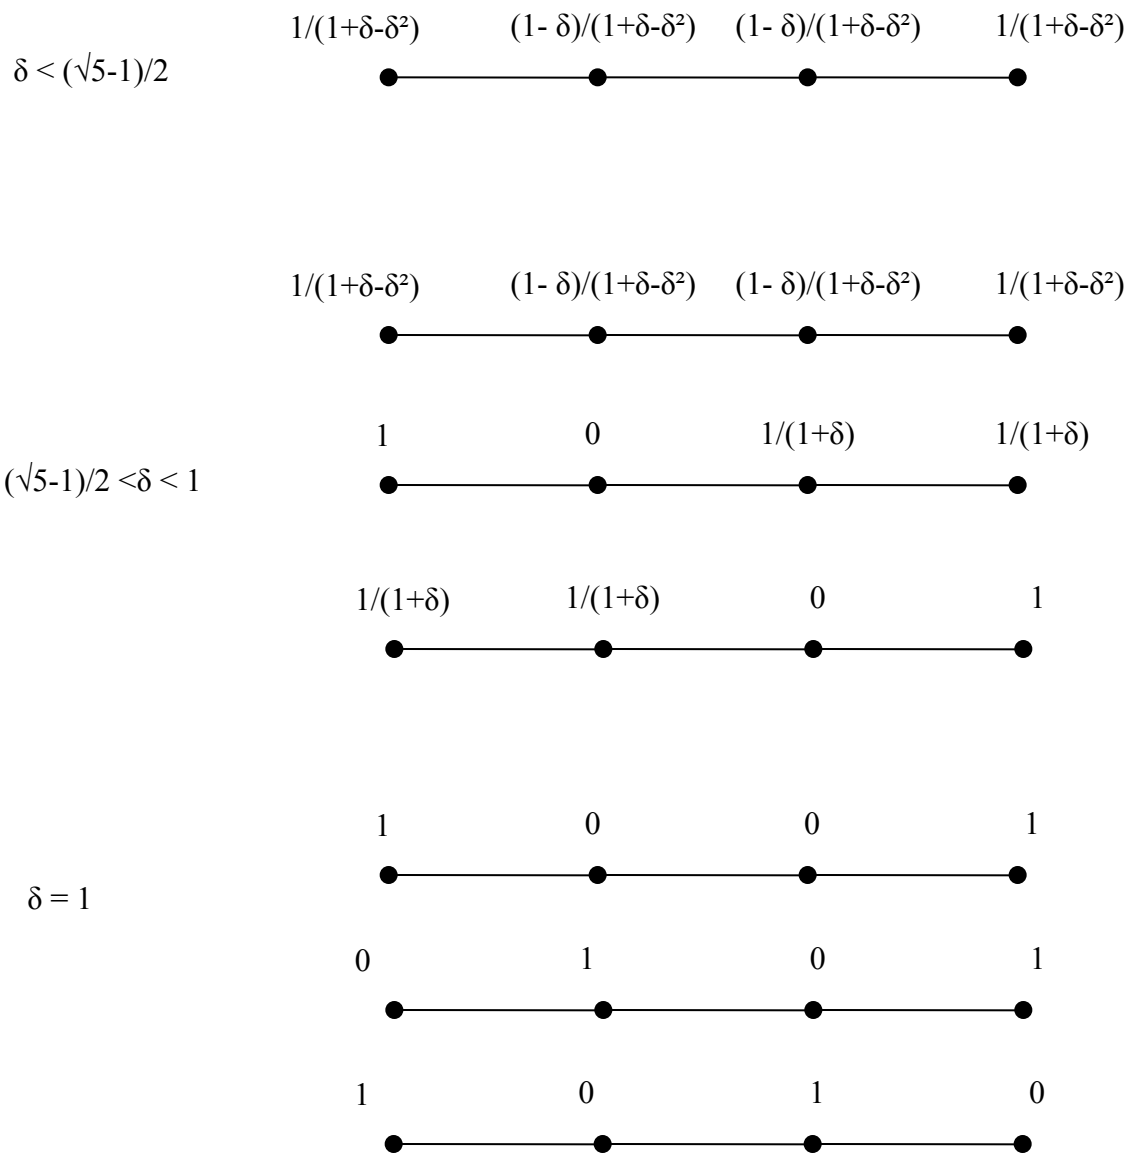 1/(1+δ-δ²) (1- δ)/(1+δ-δ²) (1- δ)/(1+δ-δ²) 1/(1+δ-δ²)
δ < (√5-1)/2
1/(1+δ-δ²) (1- δ)/(1+δ-δ²) (1- δ)/(1+δ-δ²) 1/(1+δ-δ²)
1 0 1/(1+δ) 1/(1+δ)
(√5-1)/2 <δ < 1
1/(1+δ) 1/(1+δ) 0 1
1 0 0 1
δ = 1
0 1 0 1
1 0 1 0